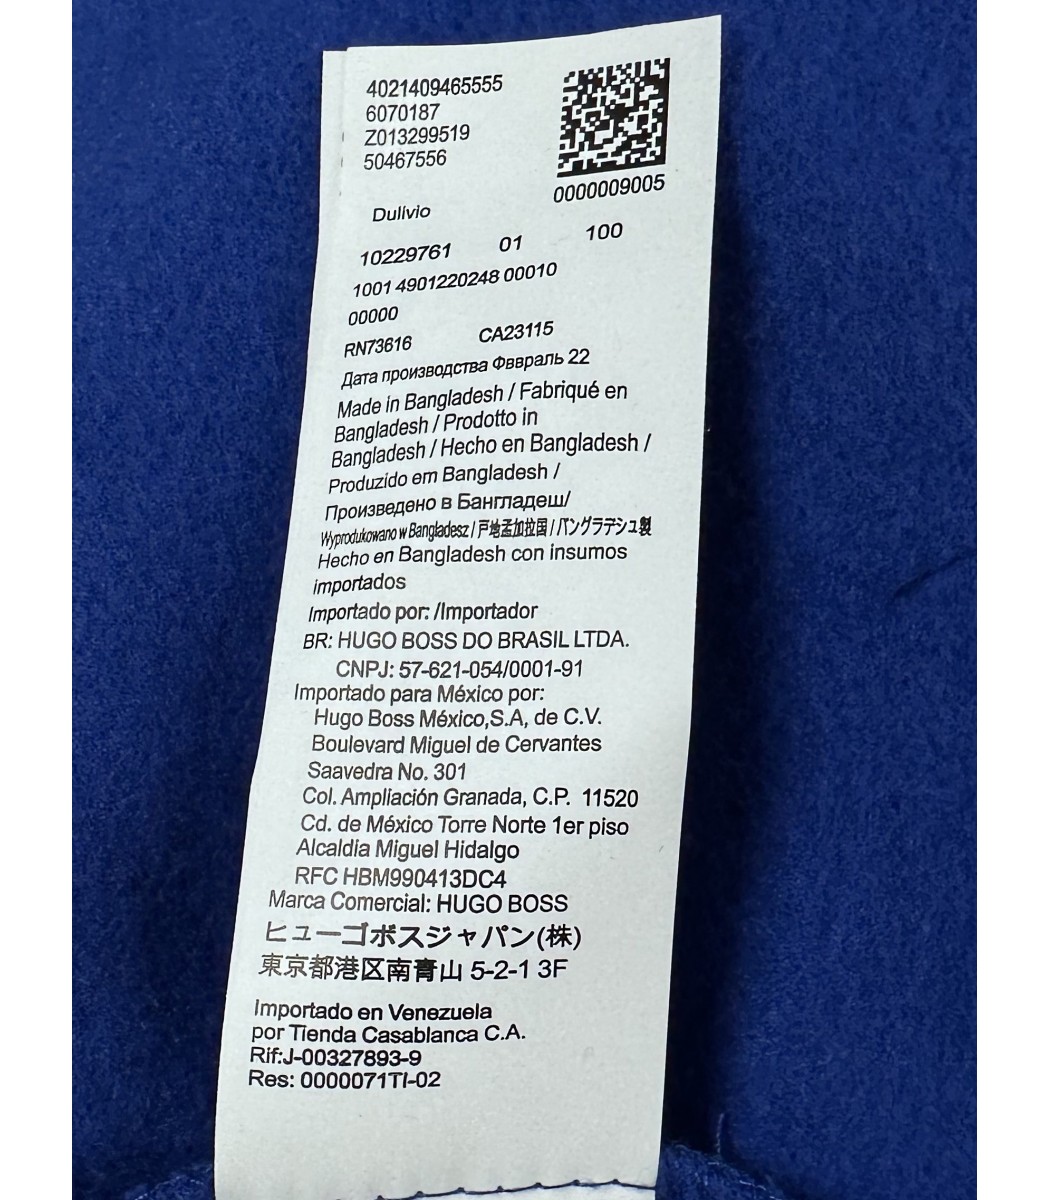 4021409465555
6070187
Z013299519
50467556
0000009005
Dulivio
10229761 01 100
1001 4901220248 00010
00000
RN73616 CA23115
Дата производства Фввраль 22
Made in Bangladesh / Fabriqué en
Bangladesh / Prodotto in
Bangladesh / Hecho en Bangladesh /
Produzido em Bangladesh /
Произведено в Бангладеш/
Wyprodukowano w Bangladesz / 戸地孟加拉国 / バングラデシュ製
Hecho en Bangladesh con insumos
importados
Importado por: /Importador
BR: HUGO BOSS DO BRASIL LTDA.
CNPJ: 57-621-054/0001-91
Importado para México por:
Hugo Boss México,S.A, de C.V.
Boulevard Miguel de Cervantes
Saavedra No. 301
Col. Ampliación Granada, C.P. 11520
Cd. de México Torre Norte 1er piso
Alcaldia Miguel Hidalgo
RFC HBM990413DC4
Marca Comercial: HUGO BOSS
ヒューゴボスジャパン(株)
東京都港区南青山 5-2-1 3F
Importado en Venezuela
por Tienda Casablanca C.A.
Rif:J-00327893-9
Res: 0000071TI-02